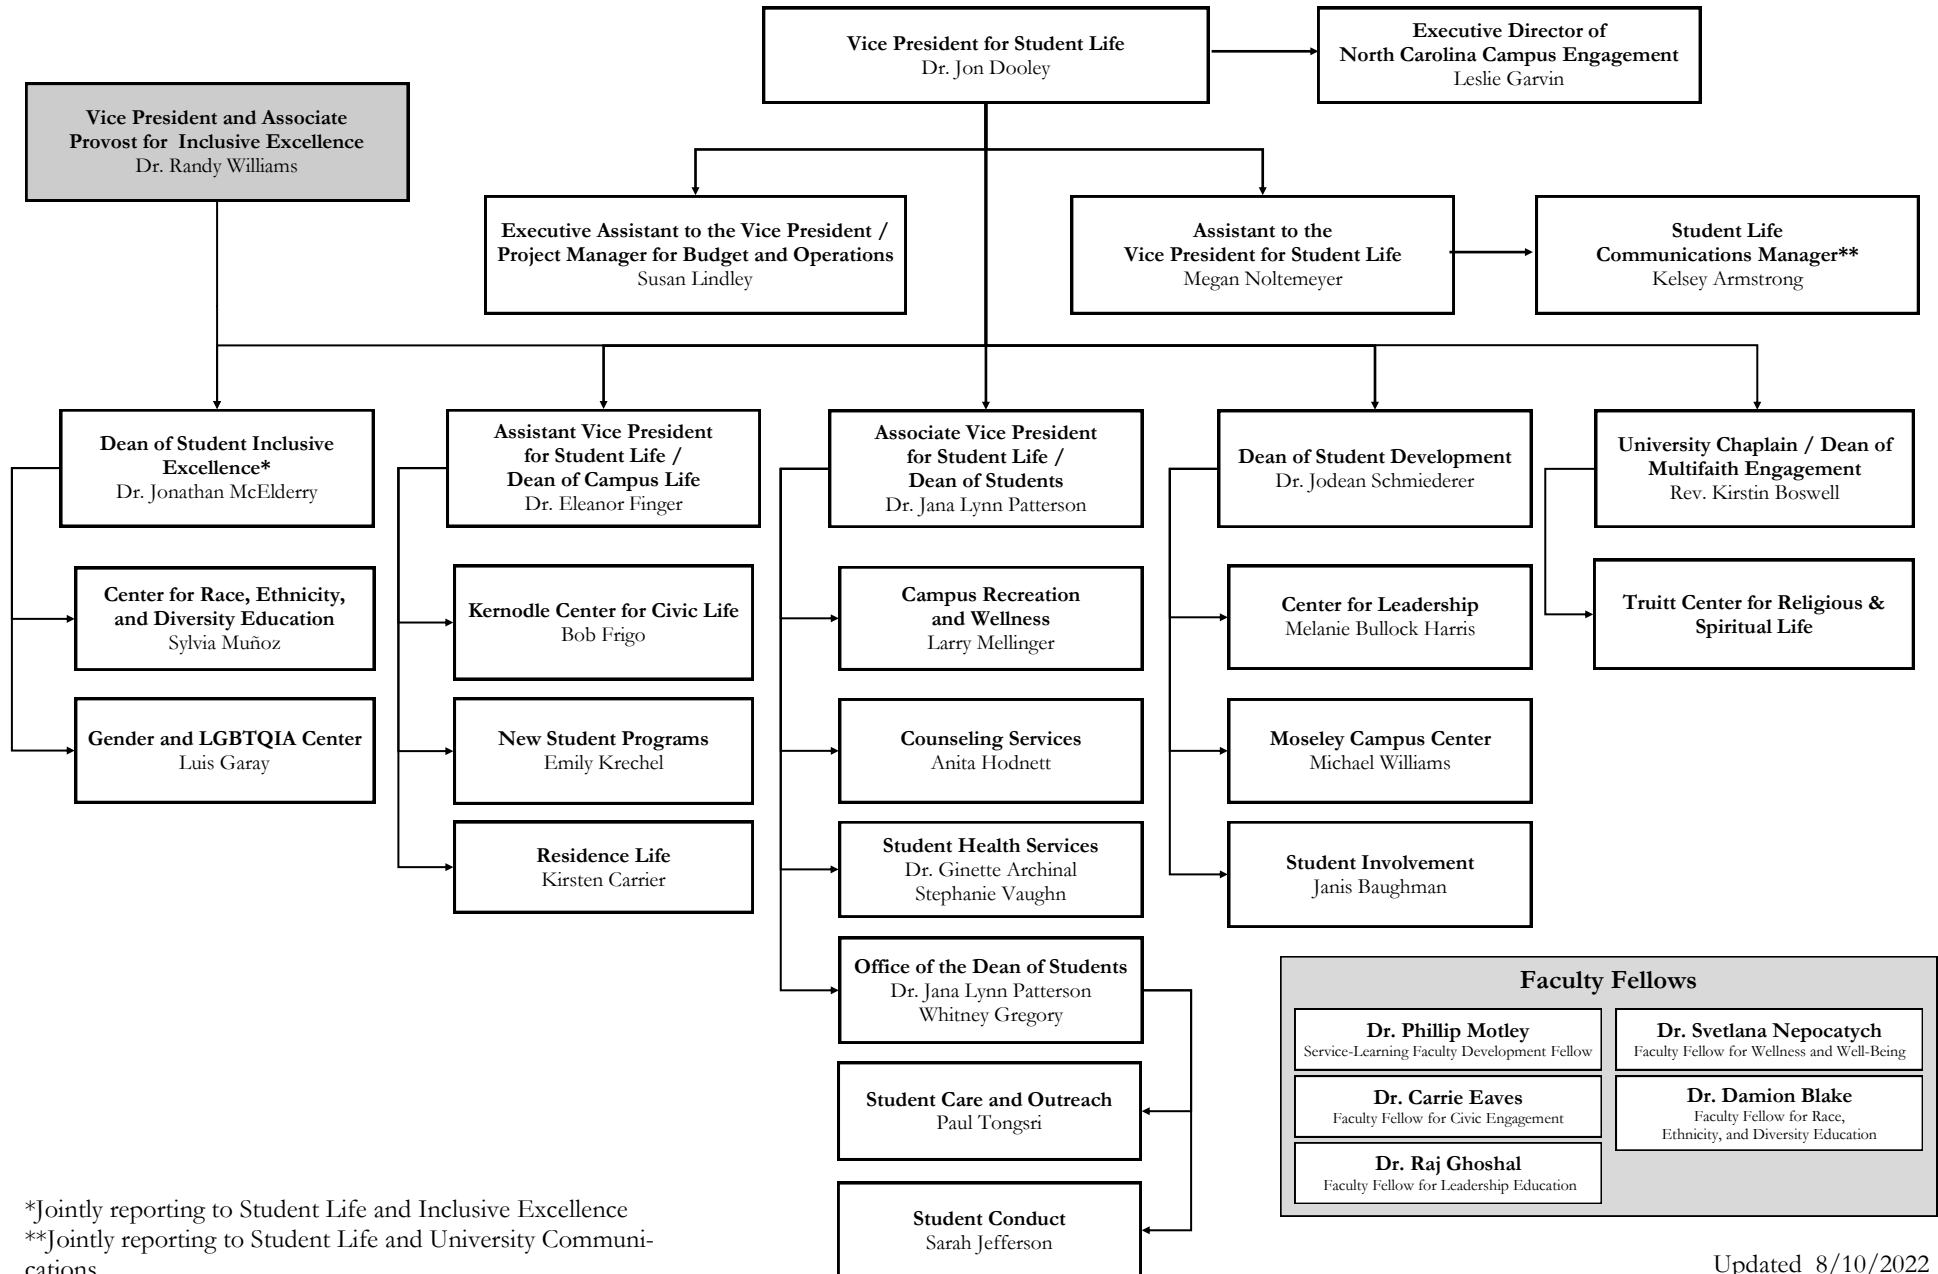 Vice President for Student Life
Dr. Jon Dooley
Executive Director of
North Carolina Campus Engagement
Leslie Garvin
Vice President and Associate
Provost for Inclusive Excellence
Dr. Randy Williams
Executive Assistant to the Vice President /
Project Manager for Budget and Operations
Susan Lindley
Assistant to the
Vice President for Student Life
Megan Noltemeyer
Student Life
Communications Manager**
Kelsey Armstrong
Dean of Student Inclusive
Excellence*
Dr. Jonathan McElderry
Assistant Vice President
for Student Life /
Dean of Campus Life
Dr. Eleanor Finger
Associate Vice President
for Student Life /
Dean of Students
Dr. Jana Lynn Patterson
Dean of Student Development
Dr. Jodean Schmiederer
University Chaplain / Dean of
Multifaith Engagement
Rev. Kirstin Boswell
Center for Race, Ethnicity,
and Diversity Education
Sylvia Muñoz
Kernodle Center for Civic Life
Bob Frigo
Campus Recreation
and Wellness
Larry Mellinger
Center for Leadership
Melanie Bullock Harris
Truitt Center for Religious &
Spiritual Life
Gender and LGBTQIA Center
Luis Garay
New Student Programs
Emily Krechel
Counseling Services
Anita Hodnett
Moseley Campus Center
Michael Williams
Residence Life
Kirsten Carrier
Student Health Services
Dr. Ginette Archinal
Stephanie Vaughn
Student Involvement
Janis Baughman
Office of the Dean of Students
Dr. Jana Lynn Patterson
Whitney Gregory
Student Care and Outreach
Paul Tongsri
Student Conduct
Sarah Jefferson
Faculty Fellows
Dr. Phillip Motley
Service-Learning Faculty Development Fellow
Dr. Svetlana Nepocatych
Faculty Fellow for Wellness and Well-Being
Dr. Carrie Eaves
Faculty Fellow for Civic Engagement
Dr. Damion Blake
Faculty Fellow for Race,
Ethnicity, and Diversity Education
Dr. Raj Ghoshal
Faculty Fellow for Leadership Education
*Jointly reporting to Student Life and Inclusive Excellence
**Jointly reporting to Student Life and University Communi-
cations
Updated 8/10/2022